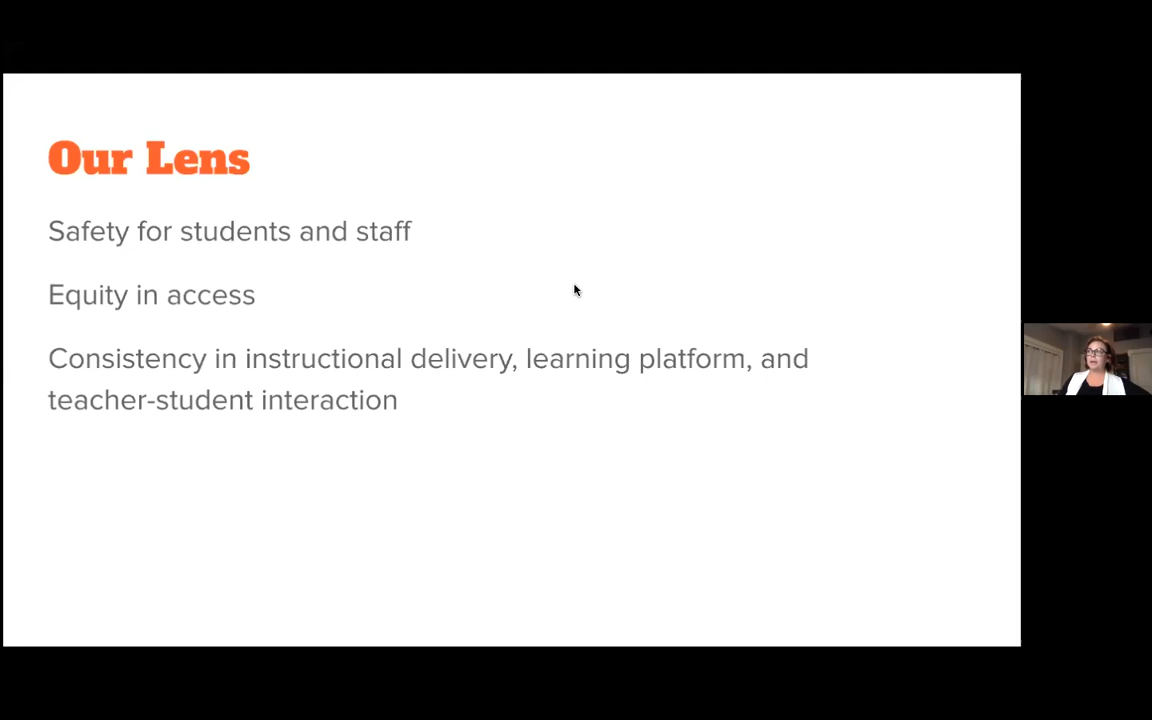 Our Lens
Safety for students and staff
Equity in access
Consistency in instructional delivery, learning platform, and
teacher-student interaction